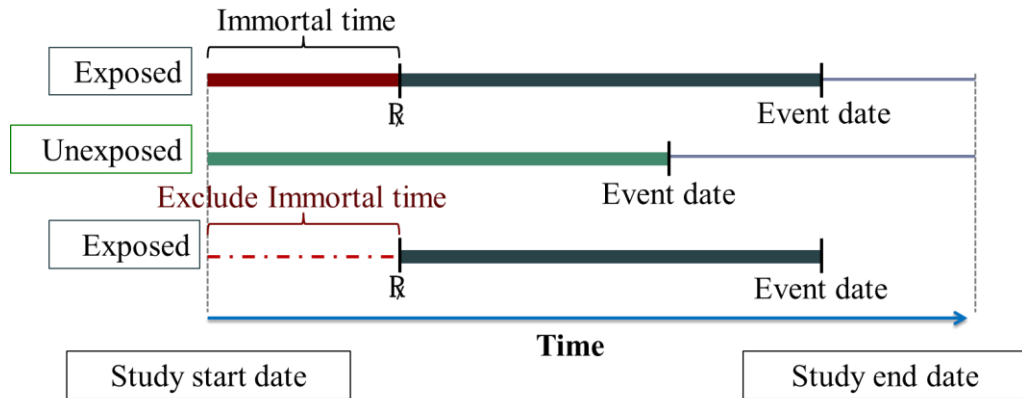 Immortal time
Exposed
℞
Event date
Unexposed
Event date
Exclude Immortal time
Exposed
℞
Event date
Time
Study start date
Study end date